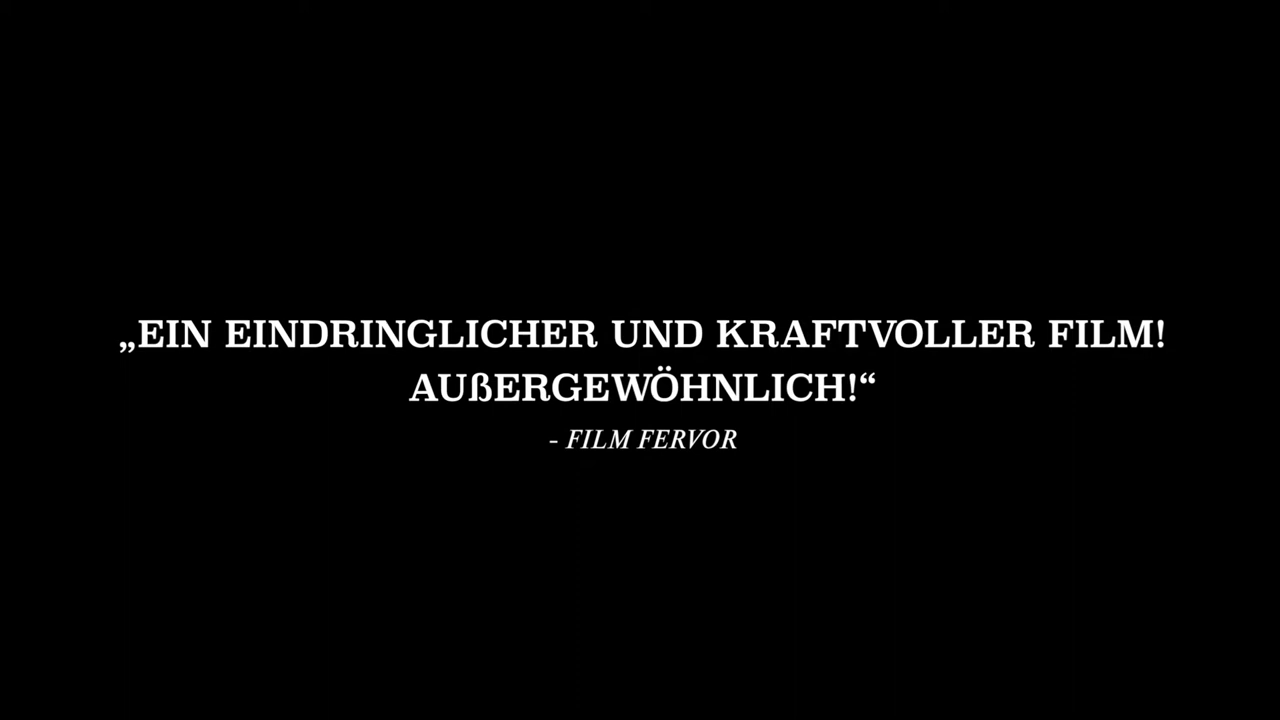 „EIN EINDRINGLICHER UND KRAFTVOLLER FILM!
AUßERGEWÖHNLICH!“
- FILM FERVOR